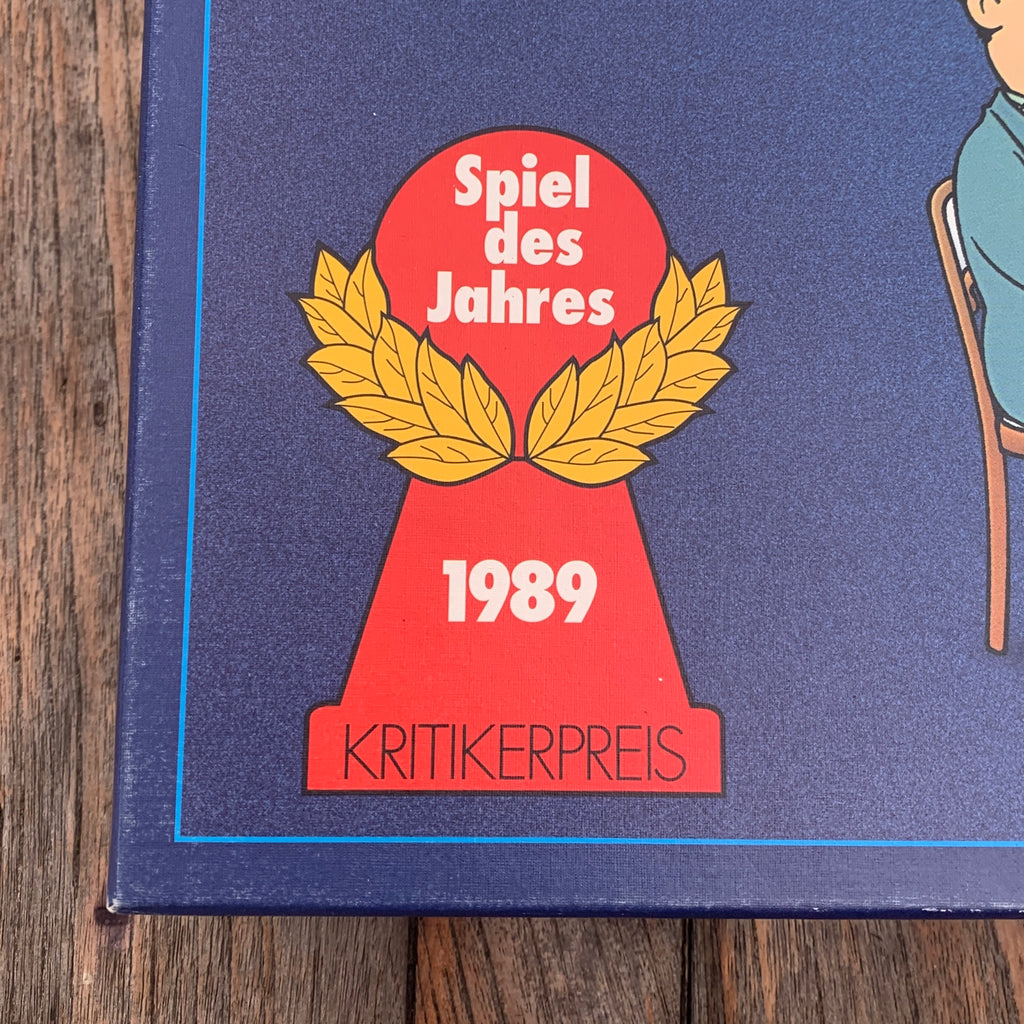 Spiel
des
Jahres
1989
KRITIKERPREIS